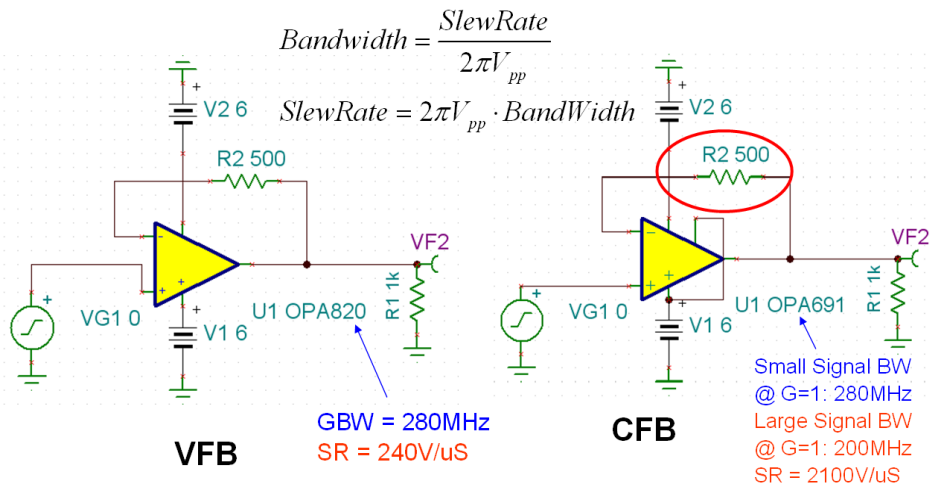 Bandwidth = SlewRate / 2πVpp
SlewRate = 2πVpp · BandWidth
+
V2 6
R2 500
-
+
+
VF2
+
VG1 0
+
V1 6
U1 OPA820
R1 1k
GBW = 280MHz
SR = 240V/uS
VFB
+
V2 6
R2 500
-
+
+
VF2
+
VG1 0
+
V1 6
U1 OPA691
R1 1k
Small Signal BW
@ G=1: 280MHz
Large Signal BW
@ G=1: 200MHz
SR = 2100V/uS
CFB